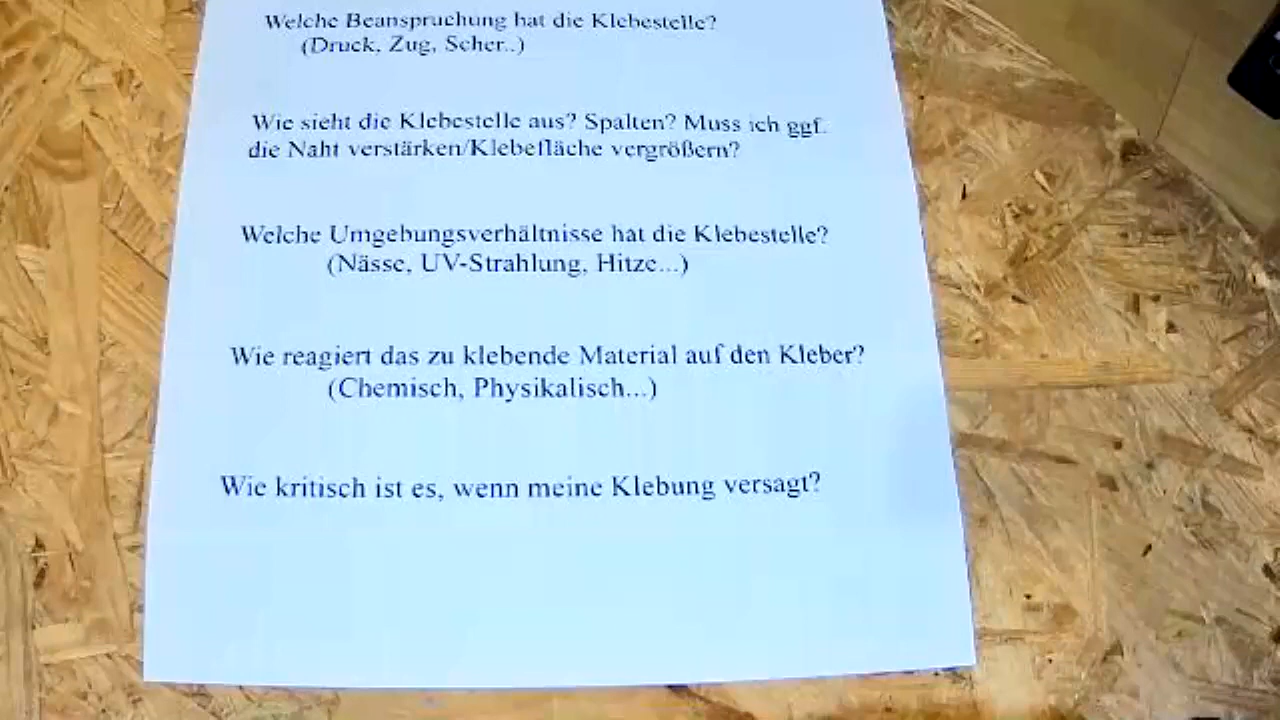 Welche Beanspruchung hat die Klebestelle?
(Druck, Zug, Scher..)
Wie sieht die Klebestelle aus? Spalten? Muss ich ggf.
die Naht verstärken/Klebefläche vergrößern?
Welche Umgebungsverhältnisse hat die Klebestelle?
(Nässe, UV-Strahlung, Hitze...)
Wie reagiert das zu klebende Material auf den Kleber?
(Chemisch, Physikalisch...)
Wie kritisch ist es, wenn meine Klebung versagt?